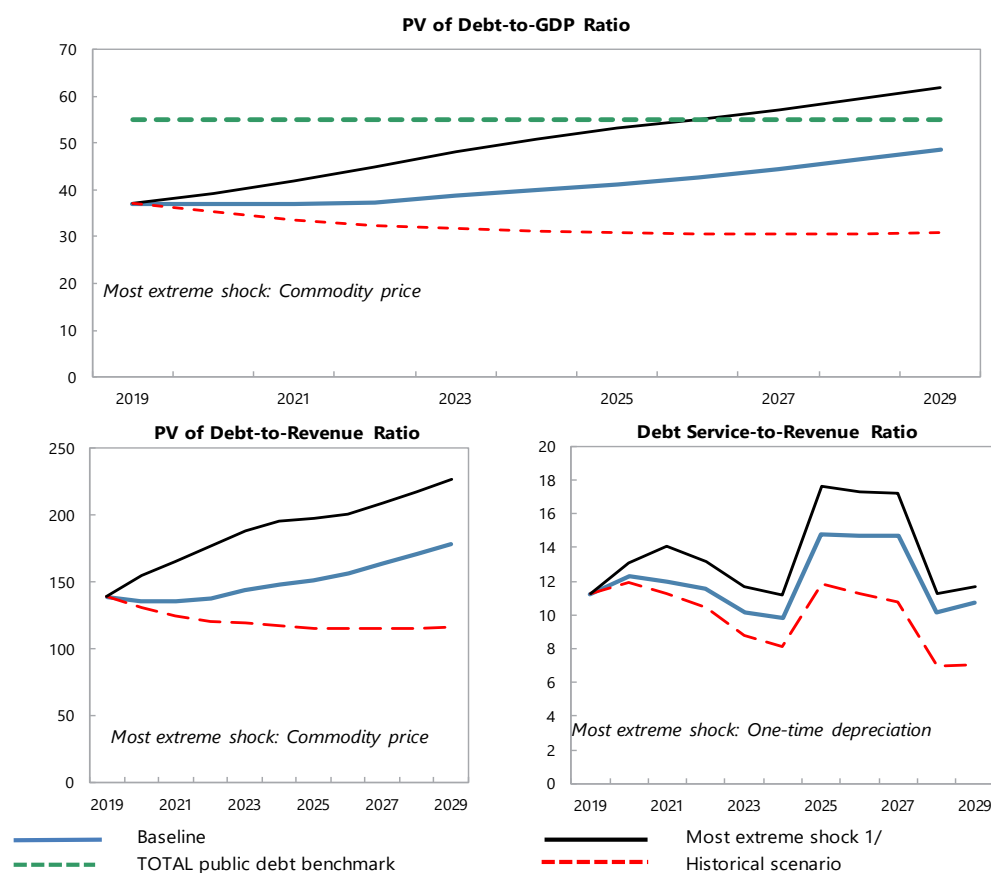 PV of Debt-to-GDP Ratio
70
60
50
40
30
20
10
0
Most extreme shock: Commodity price
2019 2021 2023 2025 2027 2029
PV of Debt-to-Revenue Ratio
250
200
150
100
50
0
Most extreme shock: Commodity price
2019 2021 2023 2025 2027 2029
Debt Service-to-Revenue Ratio
20
18
16
14
12
10
8
6
4
2
0
Most extreme shock: One-time depreciation
2019 2021 2023 2025 2027 2029
Baseline
TOTAL public debt benchmark
Most extreme shock 1/
Historical scenario